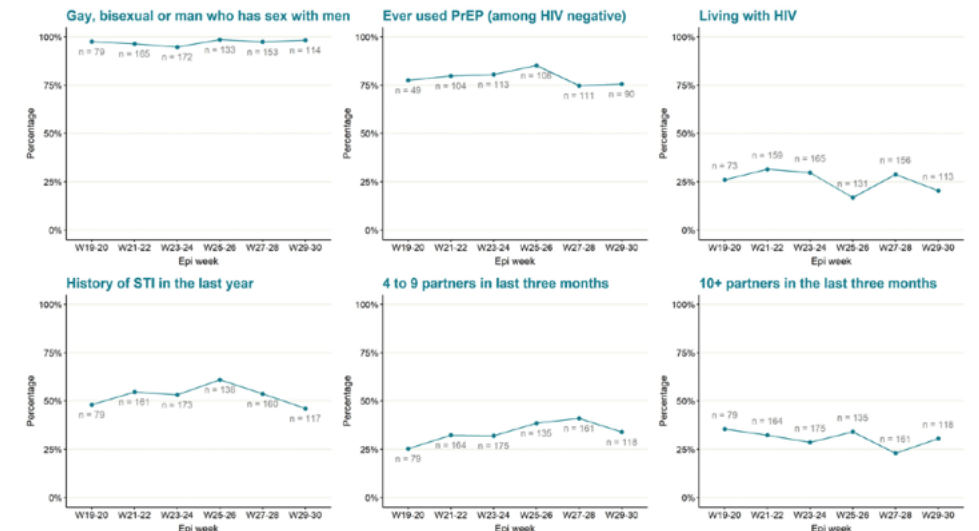 Gay, bisexual or man who has sex with men
100%
75%
50%
25%
0%
Percentage
n = 79
n = 165
n = 172
n = 133
n = 153
n = 114
W19-20 W21-22 W23-24 W25-26 W27-28 W29-30
Epi week
Ever used PrEP (among HIV negative)
100%
75%
50%
25%
0%
Percentage
n = 49
n = 104
n = 113
n = 108
n = 111
n = 90
W19-20 W21-22 W23-24 W25-26 W27-28 W29-30
Epi week
Living with HIV
100%
75%
50%
25%
0%
Percentage
n = 73
n = 159
n = 165
n = 131
n = 156
n = 113
W19-20 W21-22 W23-24 W25-26 W27-28 W29-30
Epi week
History of STI in the last year
100%
75%
50%
25%
0%
Percentage
n = 79
n = 161
n = 173
n = 136
n = 160
n = 117
W19-20 W21-22 W23-24 W25-26 W27-28 W29-30
Epi week
4 to 9 partners in last three months
100%
75%
50%
25%
0%
Percentage
n = 79
n = 164
n = 175
n = 135
n = 161
n = 118
W19-20 W21-22 W23-24 W25-26 W27-28 W29-30
Epi week
10+ partners in the last three months
100%
75%
50%
25%
0%
Percentage
n = 79
n = 164
n = 175
n = 135
n = 161
n = 118
W19-20 W21-22 W23-24 W25-26 W27-28 W29-30
Epi week